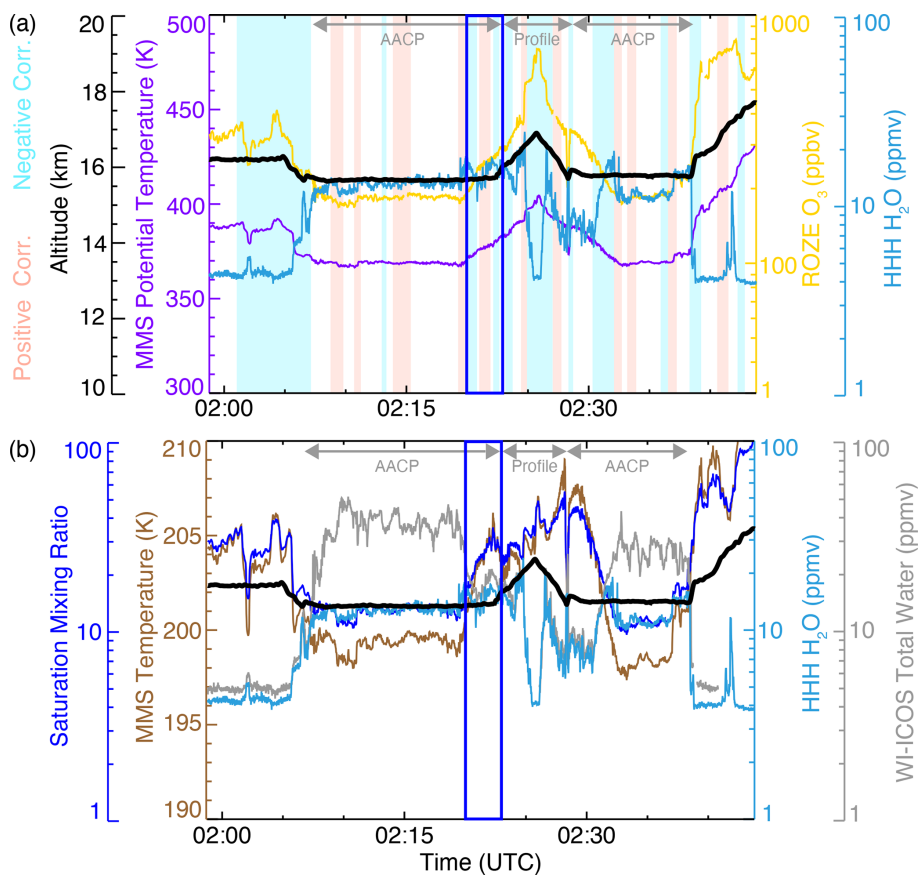 (a)
Positive Corr. Negative Corr.
Altitude (km)
20
18
16
14
12
10
MMS Potential Temperature (K)
500
450
400
350
300
AACP
Profile
AACP
1000
100
1
ROZE O3 (ppbv)
100
10
1
HHH H2O (ppmv)
02:00
02:15
02:30
(b)
Saturation Mixing Ratio
100
10
1
MMS Temperature (K)
210
205
200
195
190
AACP
Profile
AACP
100
10
1
HHH H2O (ppmv)
100
10
1
WI-ICOS Total Water (ppmv)
02:00
02:15
02:30
Time (UTC)